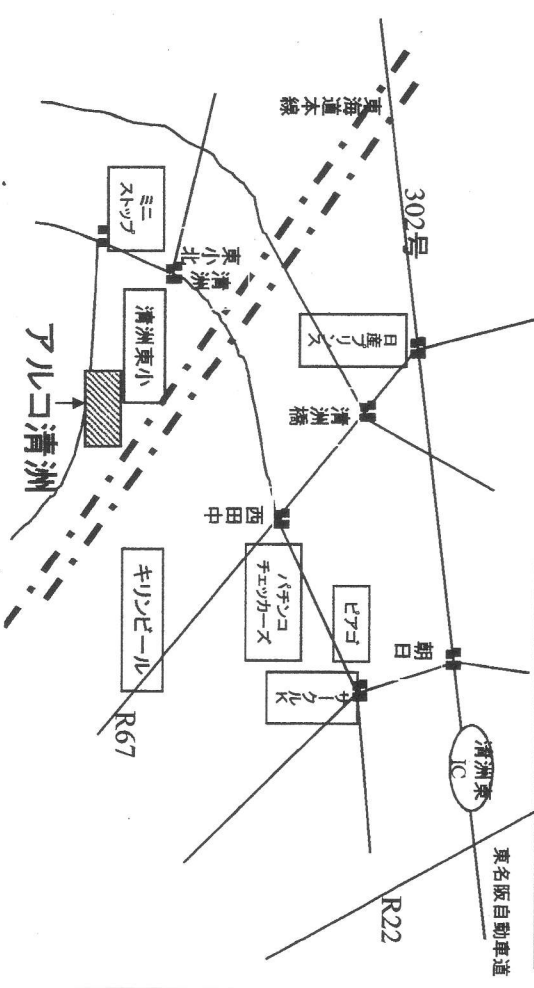 東海道本線
302号
日産プリンス
清洲橋
西田中
朝日
清洲東
IC
東名阪自動車道
R22
ピアゴ
サークル
K
パチンコ
チェッカーズ
キリンビール
R67
清洲
東小北
ミニ
ストップ
清洲東小
アルコ清洲